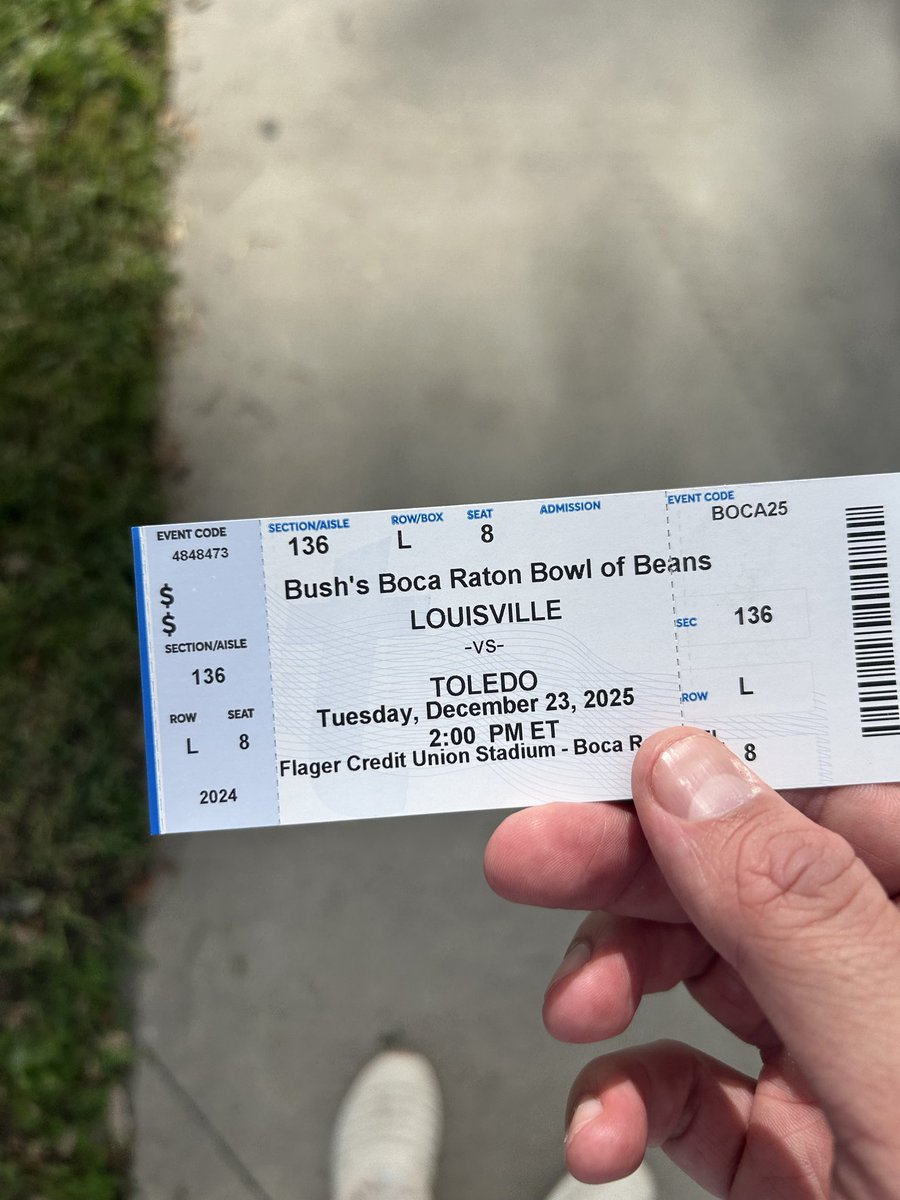 EVENT CODE
4848473
$
$
SECTION/AISLE
136
ROW SEAT
L 8
2024
SECTION/AISLE ROW/BOX SEAT ADMISSION
136 L 8
Bush's Boca Raton Bowl of Beans
LOUISVILLE
-vs-
TOLEDO
Tuesday, December 23, 2025
2:00 PM ET
Flager Credit Union Stadium - Boca R
EVENT CODE
BOCA25
SEC 136
ROW L
8